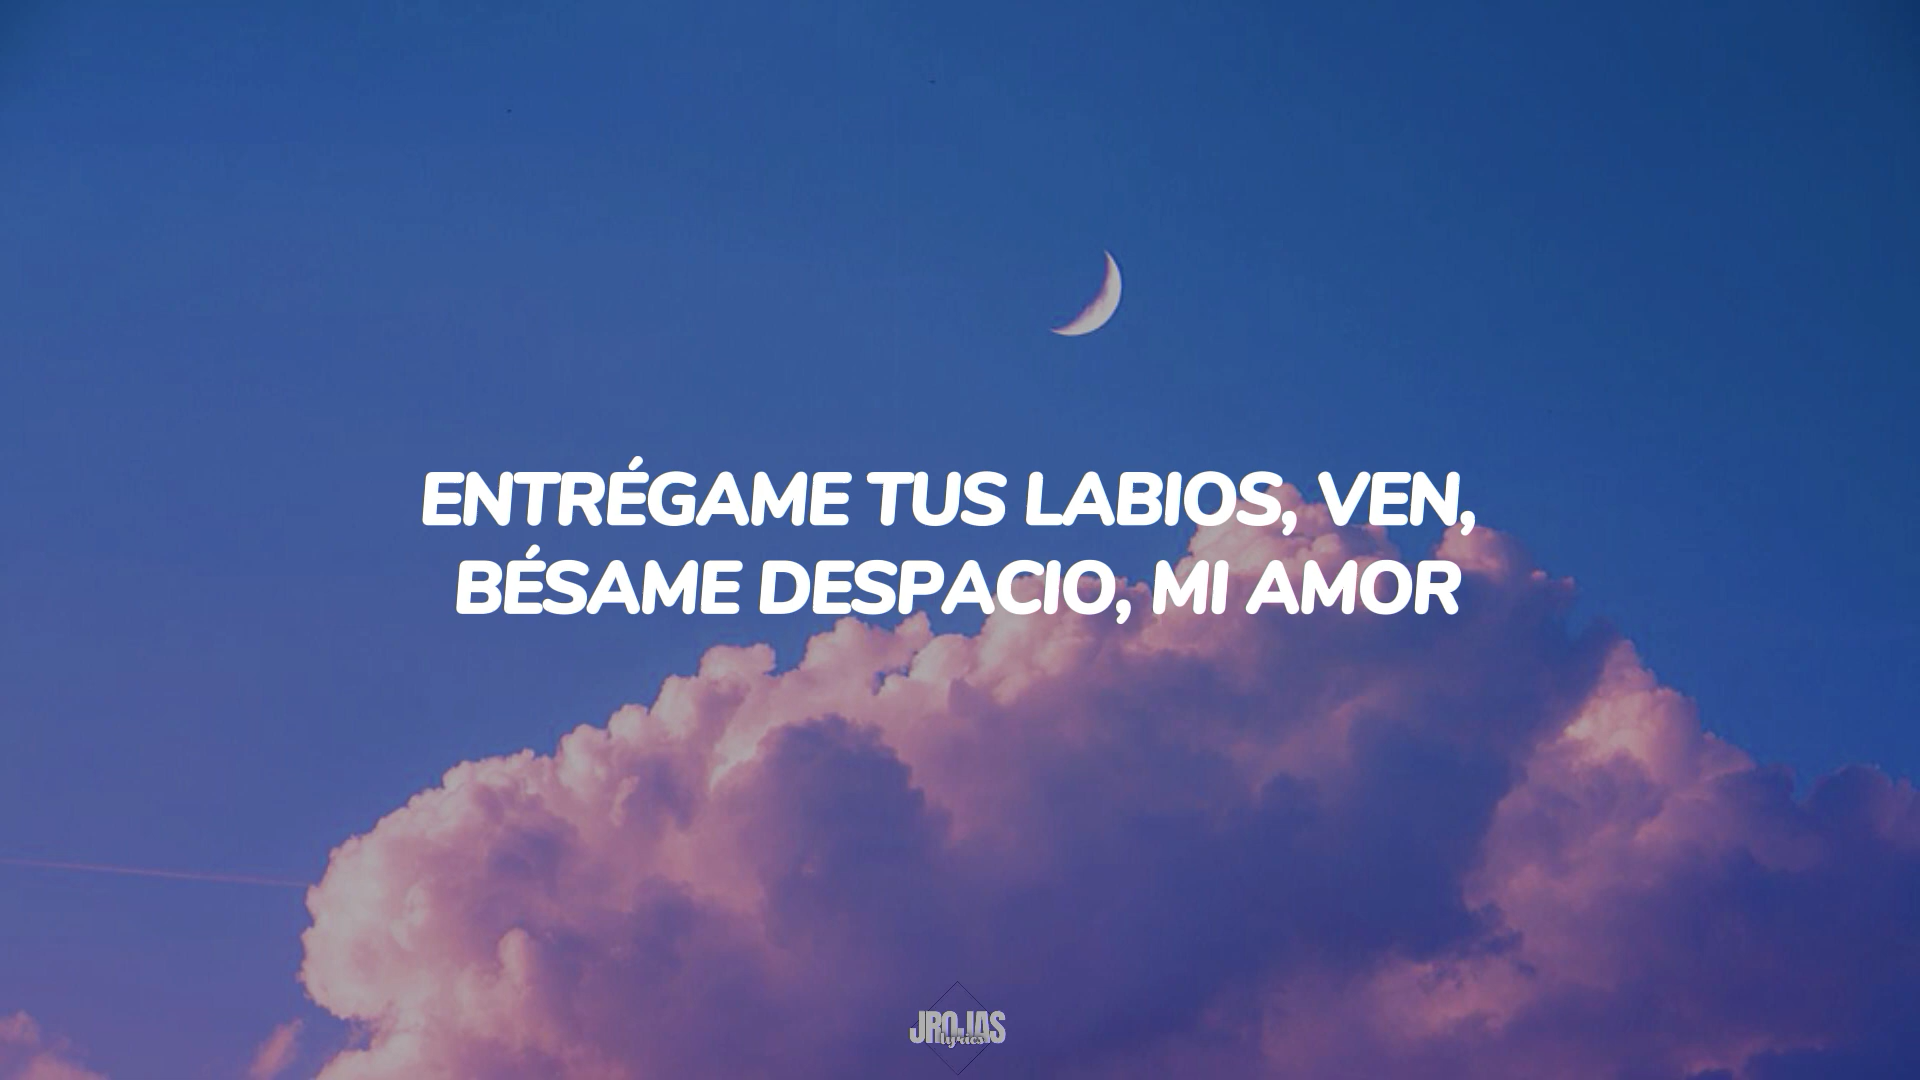 ENTRÉGAME TUS LABIOS, VEN,
BÉSAME DESPACIO, MI AMOR
JROJAS
lyrics